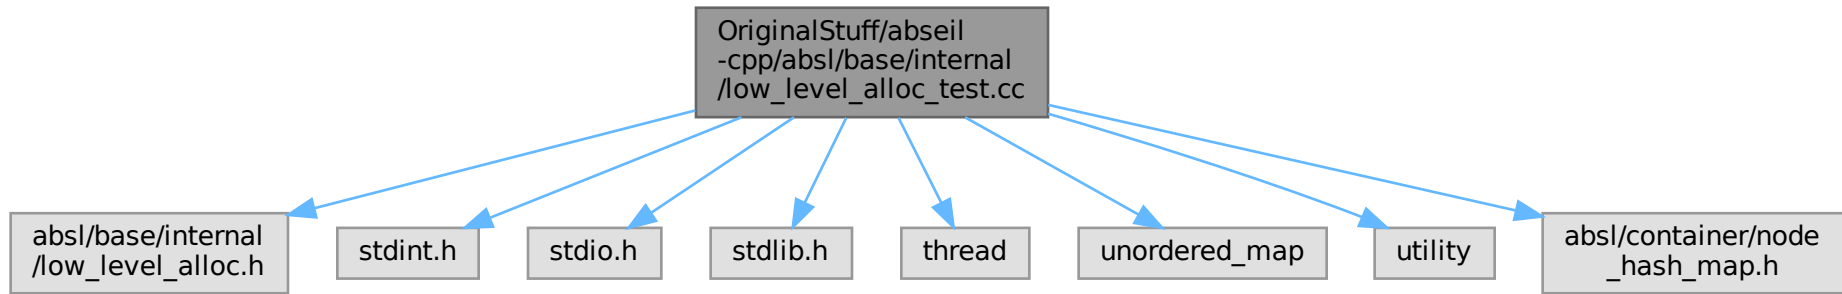 OriginalStuff/abseil
-cpp/absl/base/internal
/low_level_alloc_test.cc
absl/base/internal
/low_level_alloc.h
stdint.h
stdio.h
stdlib.h
thread
unordered_map
utility
absl/container/node
_hash_map.h